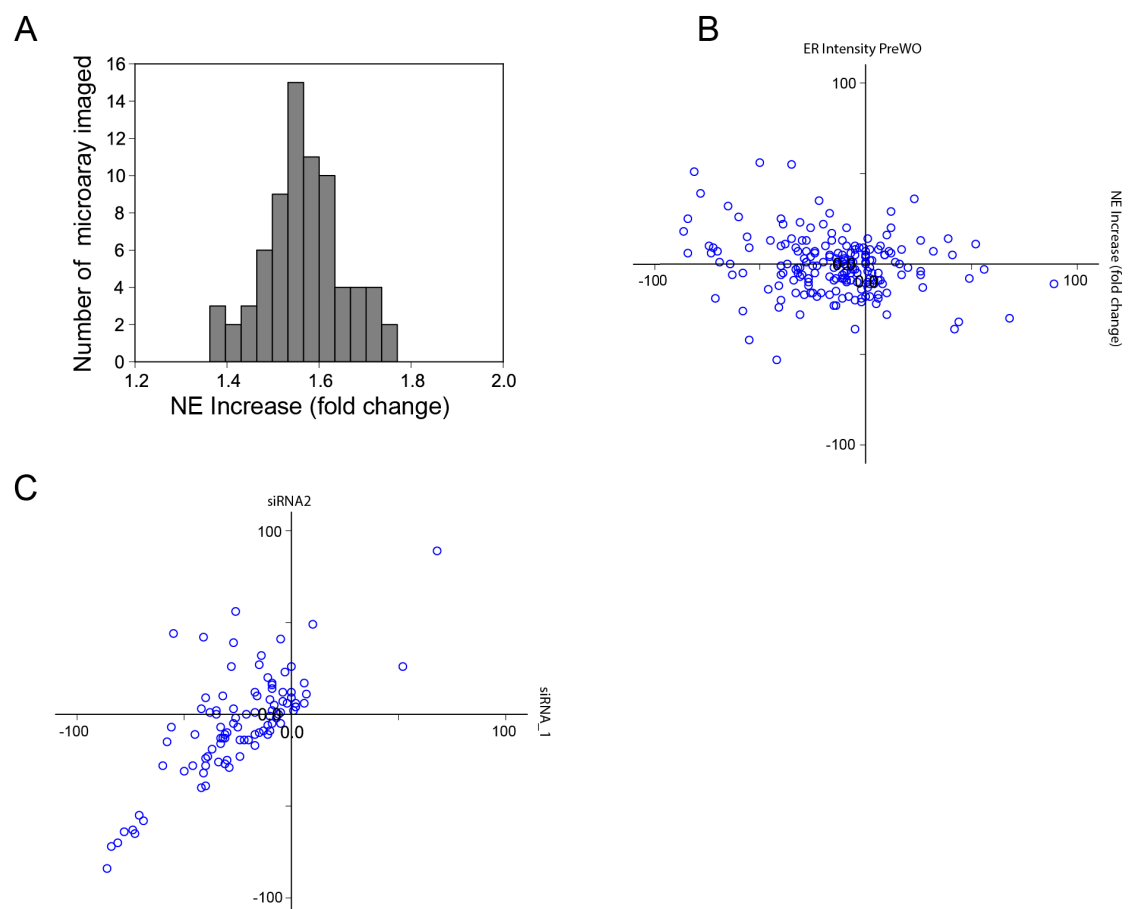 A
Number of microaray imaged
16
14
12
10
8
6
4
2
0
1.2 1.4 1.6 1.8 2.0
NE Increase (fold change)
B
ER Intensity PreWO
100
-100 100
-100
NE Increase (fold change)
C
siRNA2
100
0.0
-100 0.0 100
-100
siRNA_1